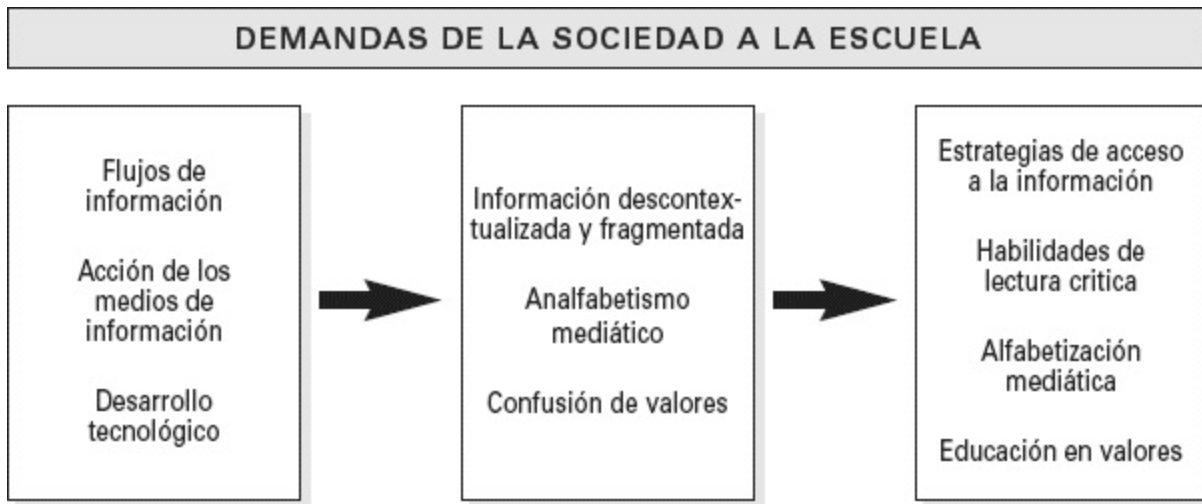 DEMANDAS DE LA SOCIEDAD A LA ESCUELA
Flujos de
información
Acción de los
medios de
información
Desarrollo
tecnológico
Información descontex-
tualizada y fragmentada
Analfabetismo
mediático
Confusión de valores
Estrategias de acceso
a la información
Habilidades de
lectura critica
Alfabetización
mediática
Educación en valores